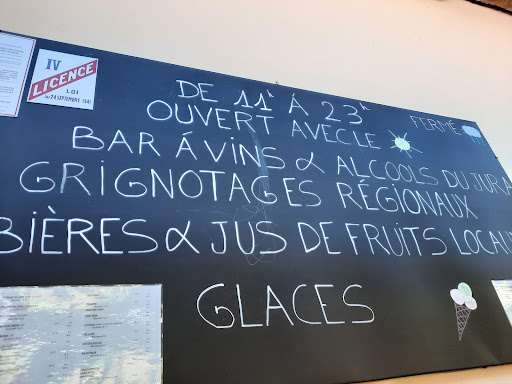 IV
LICENCE
LOI
DU 24 SEPTEMBRE 1941
DE 11h À 23h
OUVERT AVEC LE
FERMÉ
BAR À VINS & ALCOOLS DU JURA
GRIGNOTAGES RÉGIONAUX
BIÈRES & JUS DE FRUITS LOCAU
GLACES